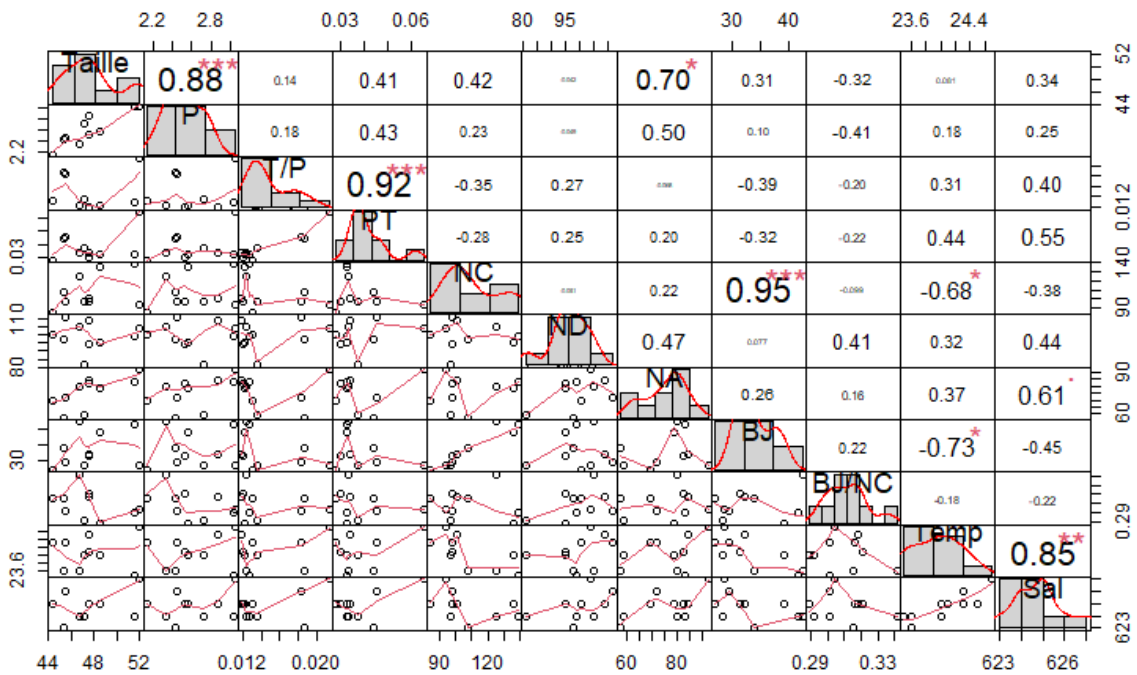 2.2 2.8 0.03 0.06 80 95 30 40 23.6 24.4
Taille 0.88*** 0.14 0.41 0.42 0.70* 0.31 -0.32 0.34 44 52
P 0.18 0.43 0.23 0.50 0.10 -0.41 0.18 0.25
2.2
T/P 0.92*** -0.35 0.27 -0.39 -0.20 0.31 0.40 0.012
PT -0.28 0.25 0.20 -0.32 -0.22 0.44 0.55
0.03
NC 0.22 0.95*** -0.099 -0.68* -0.38 90 140
ND 0.47 0.077 0.41 0.32 0.44
80 110
NA 0.26 0.16 0.37 0.61. 60 90
BJ 0.22 -0.73* -0.45
30
BJ/NC -0.18 -0.22 0.29
Temp 0.85**
23.6
Sal 623
44 48 52 0.012 0.020 90 120 60 80 0.29 0.33 623 626